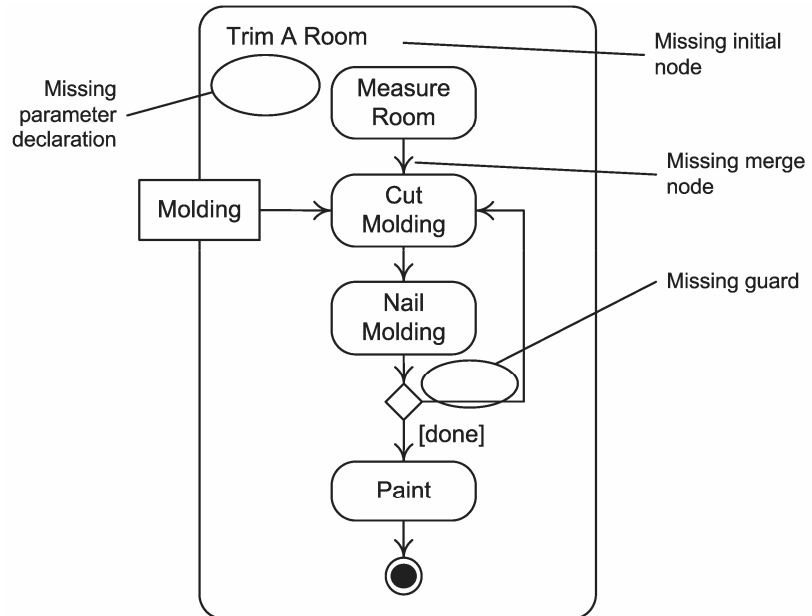 Trim A Room
Missing initial
node
Missing
parameter
declaration
Measure
Room
Missing merge
node
Molding
Cut
Molding
Missing guard
Nail
Molding
[done]
Paint